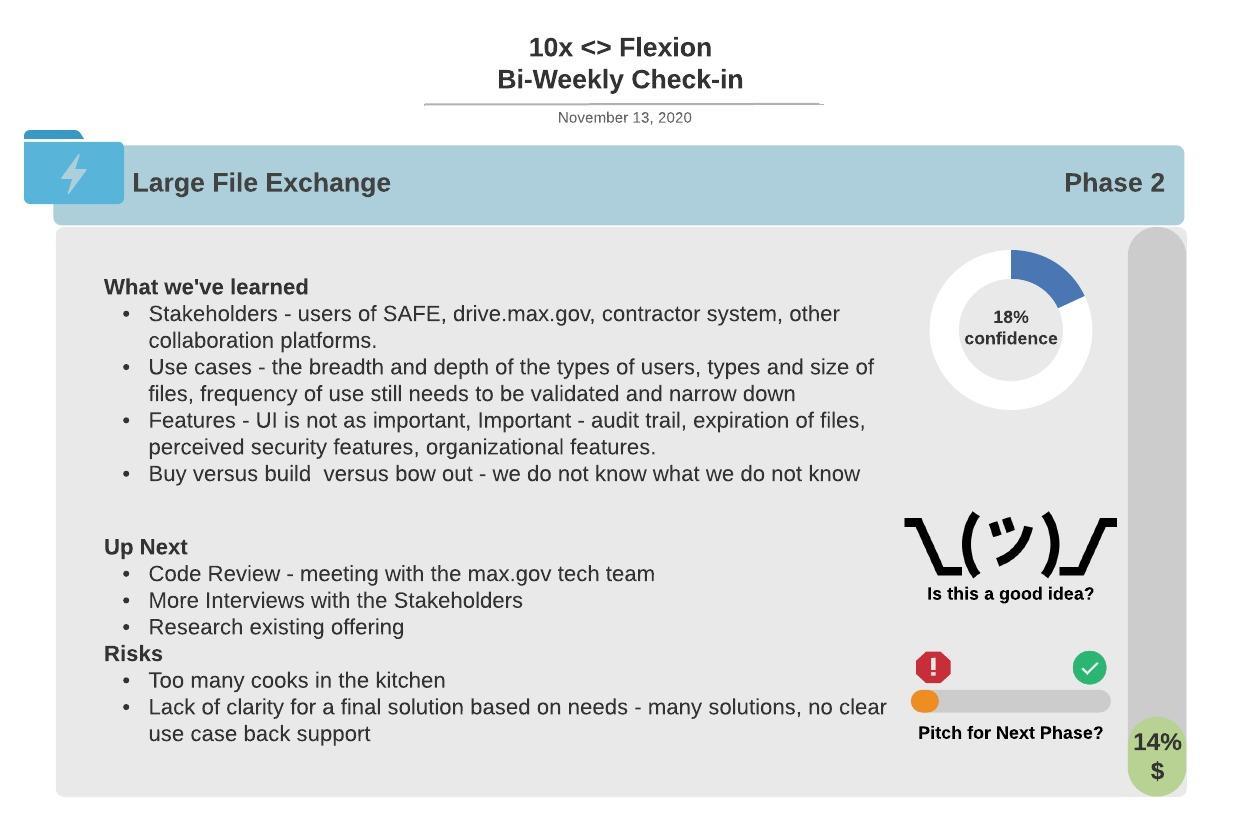 10x <> Flexion
Bi-Weekly Check-in
November 13, 2020
Large File Exchange
Phase 2
What we've learned
• Stakeholders - users of SAFE, drive.max.gov, contractor system, other
collaboration platforms.
• Use cases - the breadth and depth of the types of users, types and size of
files, frequency of use still needs to be validated and narrow down
• Features - UI is not as important, Important - audit trail, expiration of files,
perceived security features, organizational features.
• Buy versus build  versus bow out - we do not know what we do not know
18%
confidence
Up Next
• Code Review - meeting with the max.gov tech team
• More Interviews with the Stakeholders
• Research existing offering
Risks
• Too many cooks in the kitchen
• Lack of clarity for a final solution based on needs - many solutions, no clear
use case back support
¯\_(ツ)_/¯
Is this a good idea?
!
Pitch for Next Phase?
14%
$